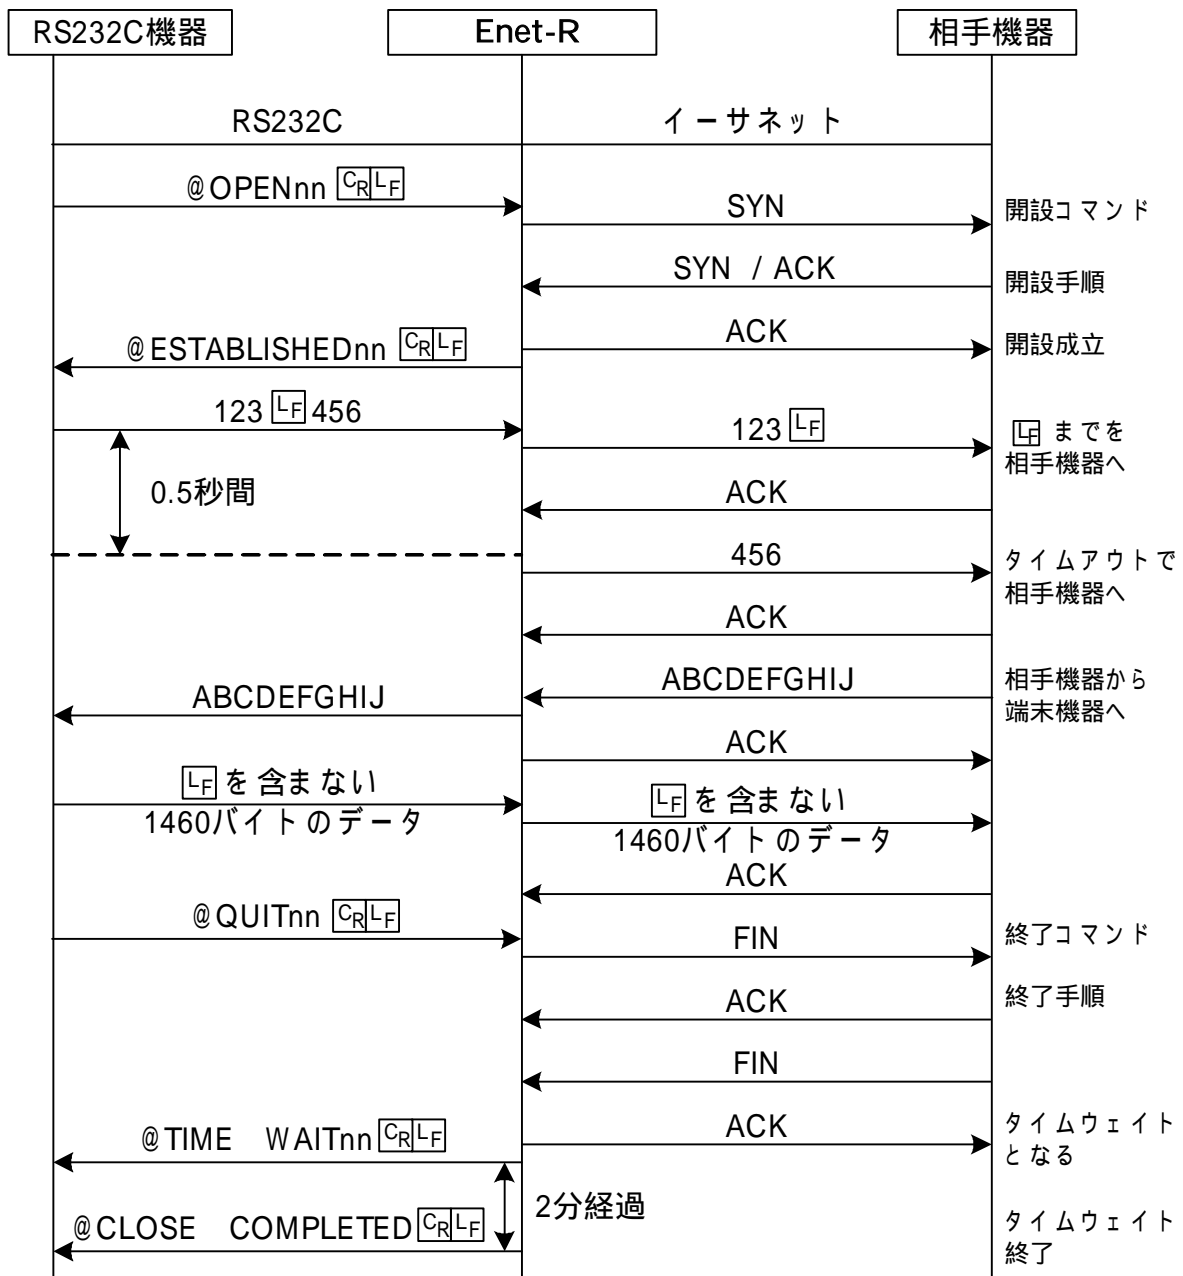 RS232C機器
Enet-R
相手機器
RS232C
イーサネット
@OPENnn CRLF
SYN
開設コマンド
SYN / ACK
開設手順
@ESTABLISHEDnn CRLF
ACK
開設成立
123 LF 456
123 LF
LF までを
相手機器へ
0.5秒間
ACK
456
タイムアウトで
相手機器へ
ACK
ABCDEFGHIJ
ABCDEFGHIJ
相手機器から
端末機器へ
ACK
LFを含まない
1460バイトのデータ
LFを含まない
1460バイトのデータ
ACK
@QUITnn CRLF
FIN
終了コマンド
ACK
終了手順
FIN
@TIME WAITnn CRLF
ACK
タイムウェイト
となる
2分経過
@CLOSE COMPLETED CRLF
タイムウェイト
終了